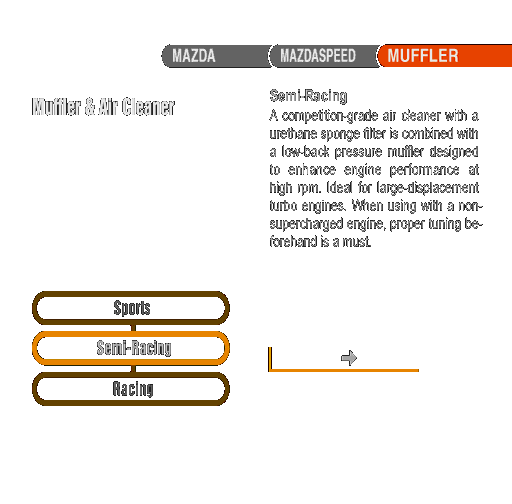 MAZDA MAZDASPEED MUFFLER
Muffler & Air Cleaner
Semi-Racing
A competition-grade air cleaner with a
urethane sponge filter is combined with
a low-back pressure muffler designed
to enhance engine performance at
high rpm. Ideal for large-displacement
turbo engines. When using with a non-
supercharged engine, proper tuning be-
forehand is a must.
Sports
Semi-Racing
Racing